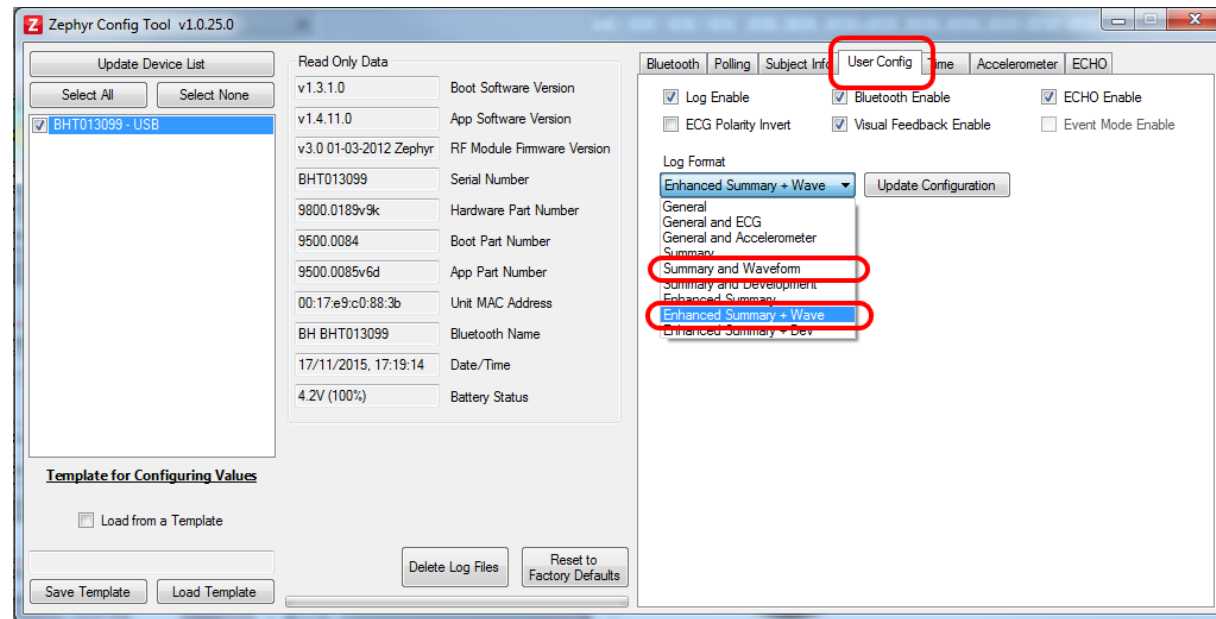 Z Zephyr Config Tool v1.0.25.0
Update Device List
Select All Select None
BHT013099 - USB
Template for Configuring Values
Load from a Template
Save Template Load Template
Read Only Data
v1.3.1.0 Boot Software Version
v1.4.11.0 App Software Version
v3.0 01-03-2012 Zephyr RF Module Firmware Version
BHT013099 Serial Number
9800.0189v9k Hardware Part Number
9500.0084 Boot Part Number
9500.0085v6d App Part Number
00:17:e9:c0:88:3b Unit MAC Address
BH BHT013099 Bluetooth Name
17/11/2015, 17:19:14 Date/Time
4.2V (100%) Battery Status
Delete Log Files Reset to
Factory Defaults
Bluetooth Polling Subject Info User Config Time Accelerometer ECHO
Log Enable Bluetooth Enable ECHO Enable
ECG Polarity Invert Visual Feedback Enable Event Mode Enable
Log Format
Enhanced Summary + Wave Update Configuration
General
General and ECG
General and Accelerometer
Summary
Summary and Waveform
Summary and Development
Enhanced Summary
Enhanced Summary + Wave
Enhanced Summary + Dev